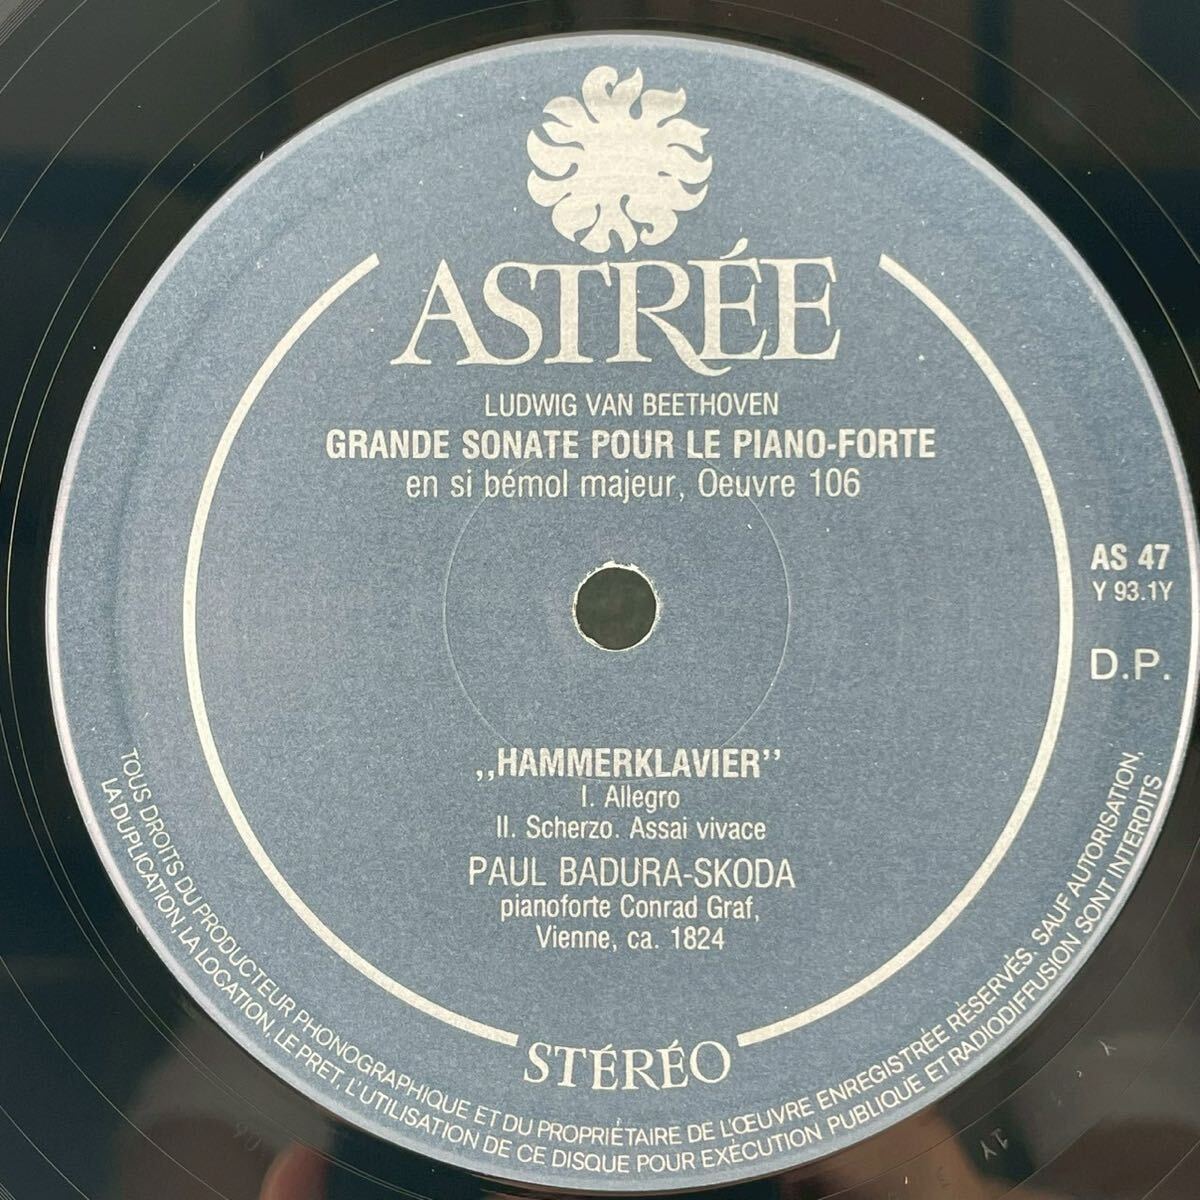 ASTRÉE
LUDWIG VAN BEETHOVEN
GRANDE SONATE POUR LE PIANO-FORTE
en si bémol majeur, Oeuvre 106
AS 47
Y 93.1Y
D.P.
„HAMMERKLAVIER”
I. Allegro
II. Scherzo. Assai vivace
PAUL BADURA-SKODA
pianoforte Conrad Graf,
Vienne, ca. 1824
STÉRÉO
TOUS DROITS DU PRODUCTEUR PHONOGRAPHIQUE ET DU PROPRIÉTAIRE DE L'ŒUVRE ENREGISTRÉE RÉSERVÉS. SAUF AUTORISATION,
LA DUPLICATION, LA LOCATION, LE PRET, L'UTILISATION DE CE DISQUE POUR EXÉCUTION PUBLIQUE ET RADIODIFFUSION SONT INTERDITS